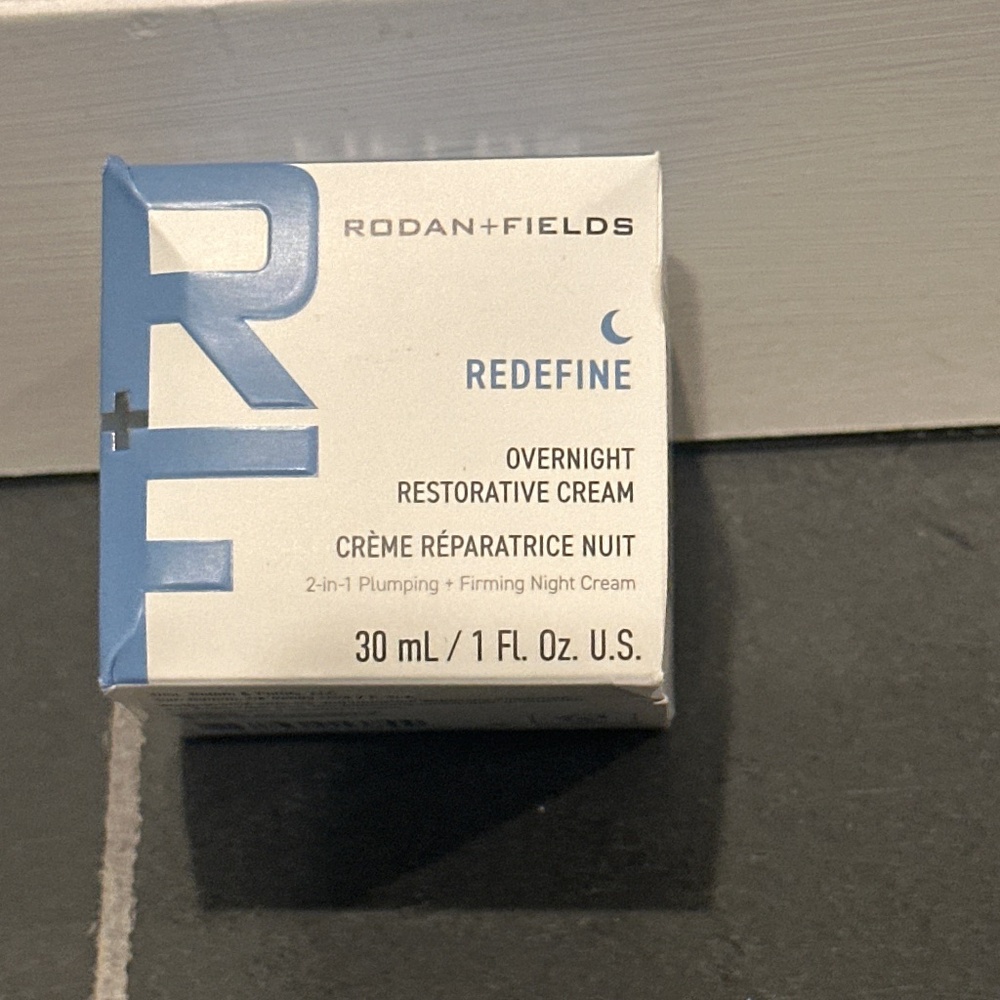 R+F
RODAN+FIELDS
REDEFINE
OVERNIGHT
RESTORATIVE CREAM
CRÈME RÉPARATRICE NUIT
2-in-1 Plumping + Firming Night Cream
30 mL / 1 Fl. Oz. U.S.